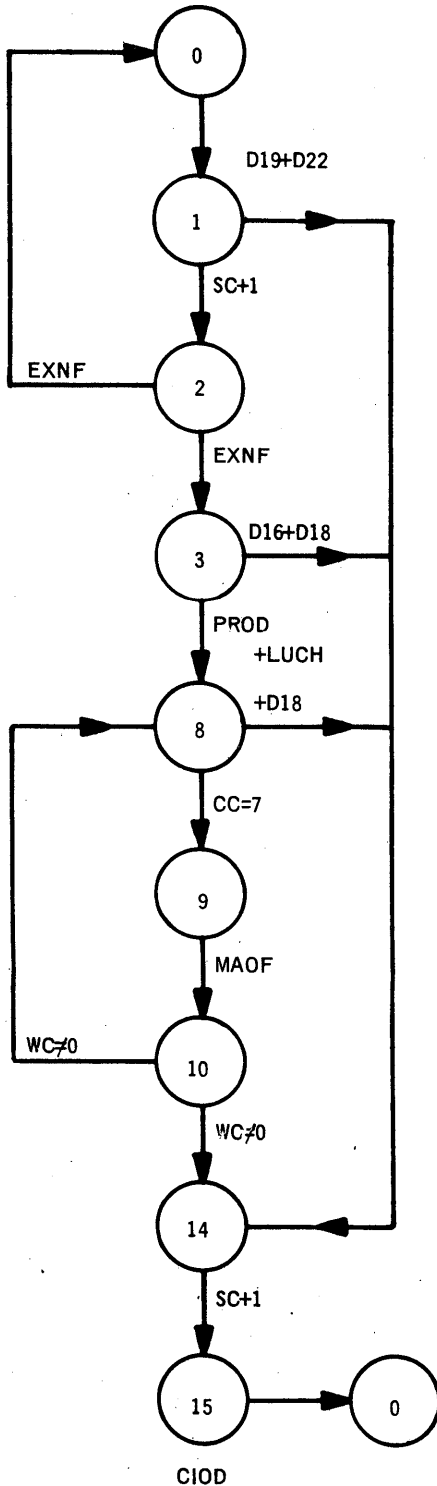 0
D19+D22
1
SC+1
EXNF
2
EXNF
D16+D18
3
PROD
+LUCH
+D18
8
CC=7
9
MAOF
WC≠0
10
WC≠0
14
SC+1
15
0
CIOD